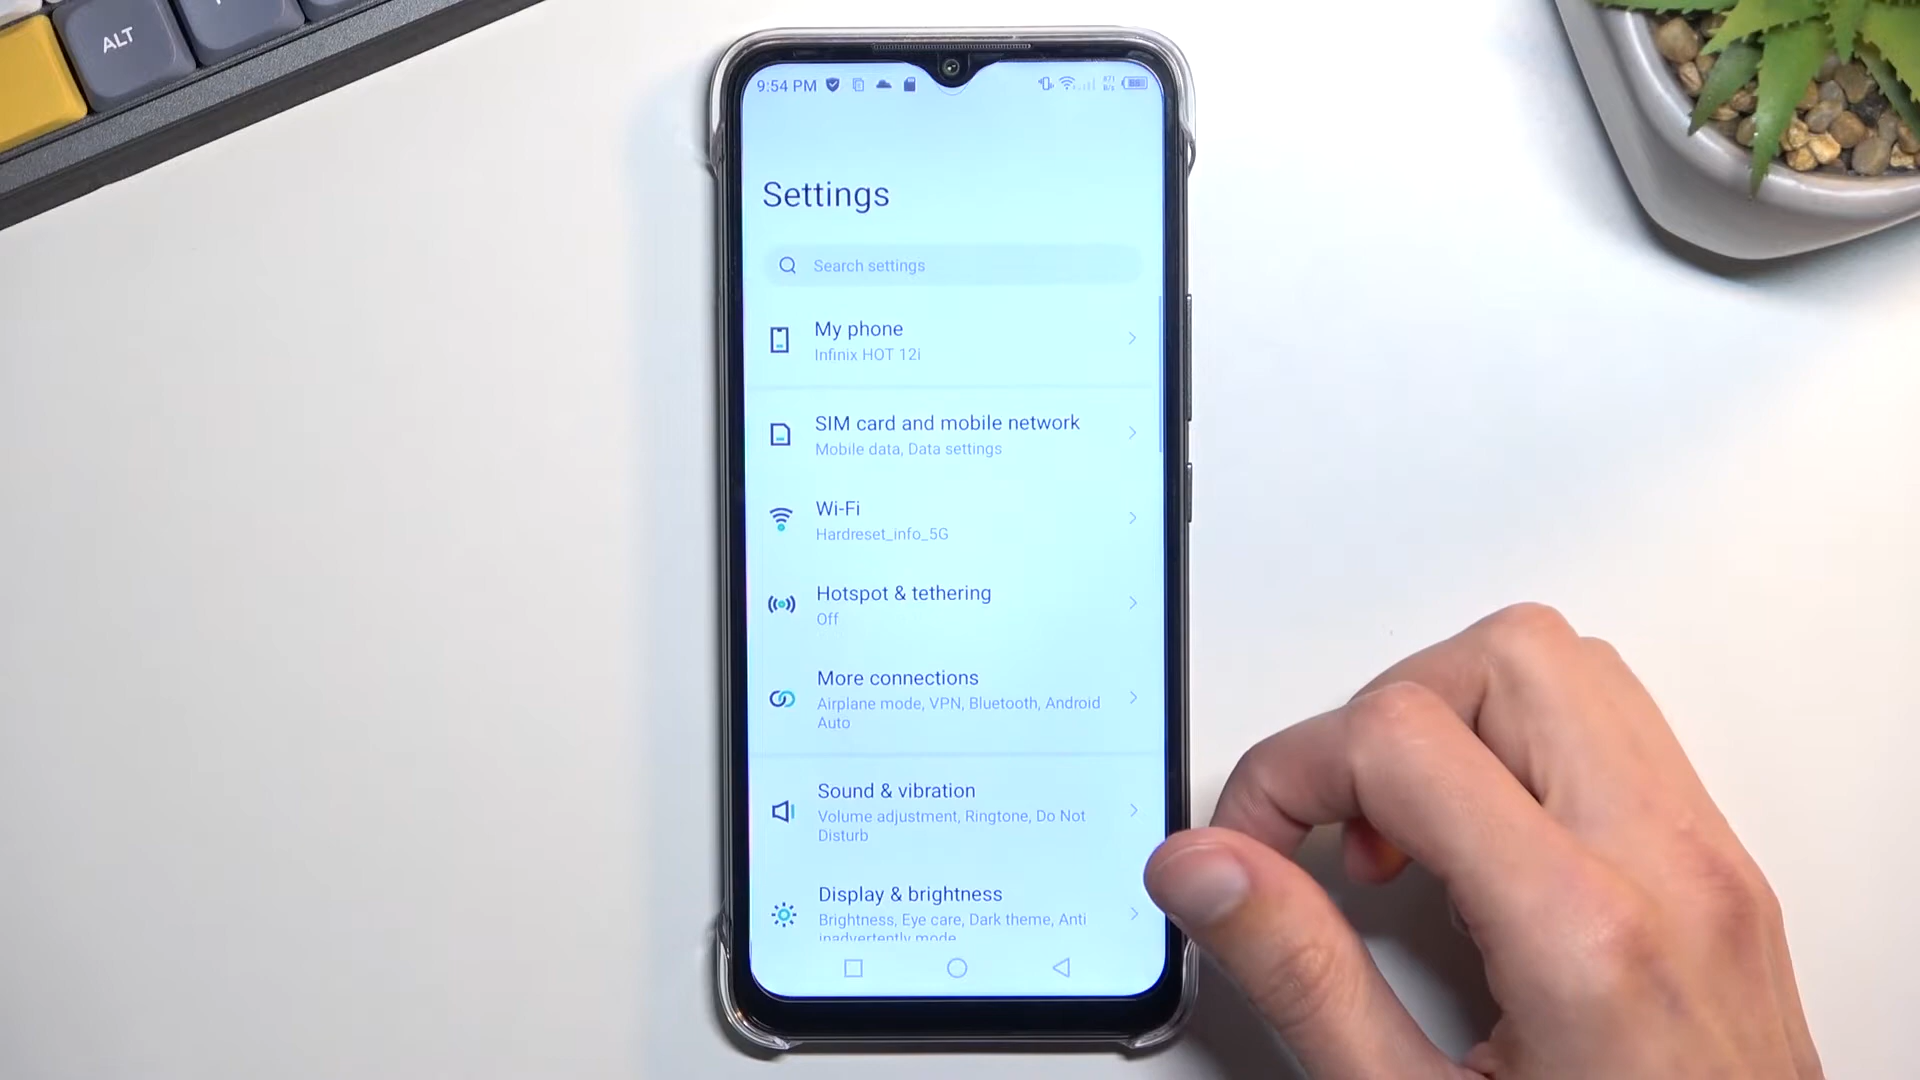 ALT
9:54 PM
Settings
Search settings
My phone
Infinix HOT 12i
SIM card and mobile network
Mobile data, Data settings
Wi-Fi
Hardreset_info_5G
Hotspot & tethering
Off
More connections
Airplane mode, VPN, Bluetooth, Android
Auto
Sound & vibration
Volume adjustment, Ringtone, Do Not
Disturb
Display & brightness
Brightness, Eye care, Dark theme, Anti
inadvertently mode